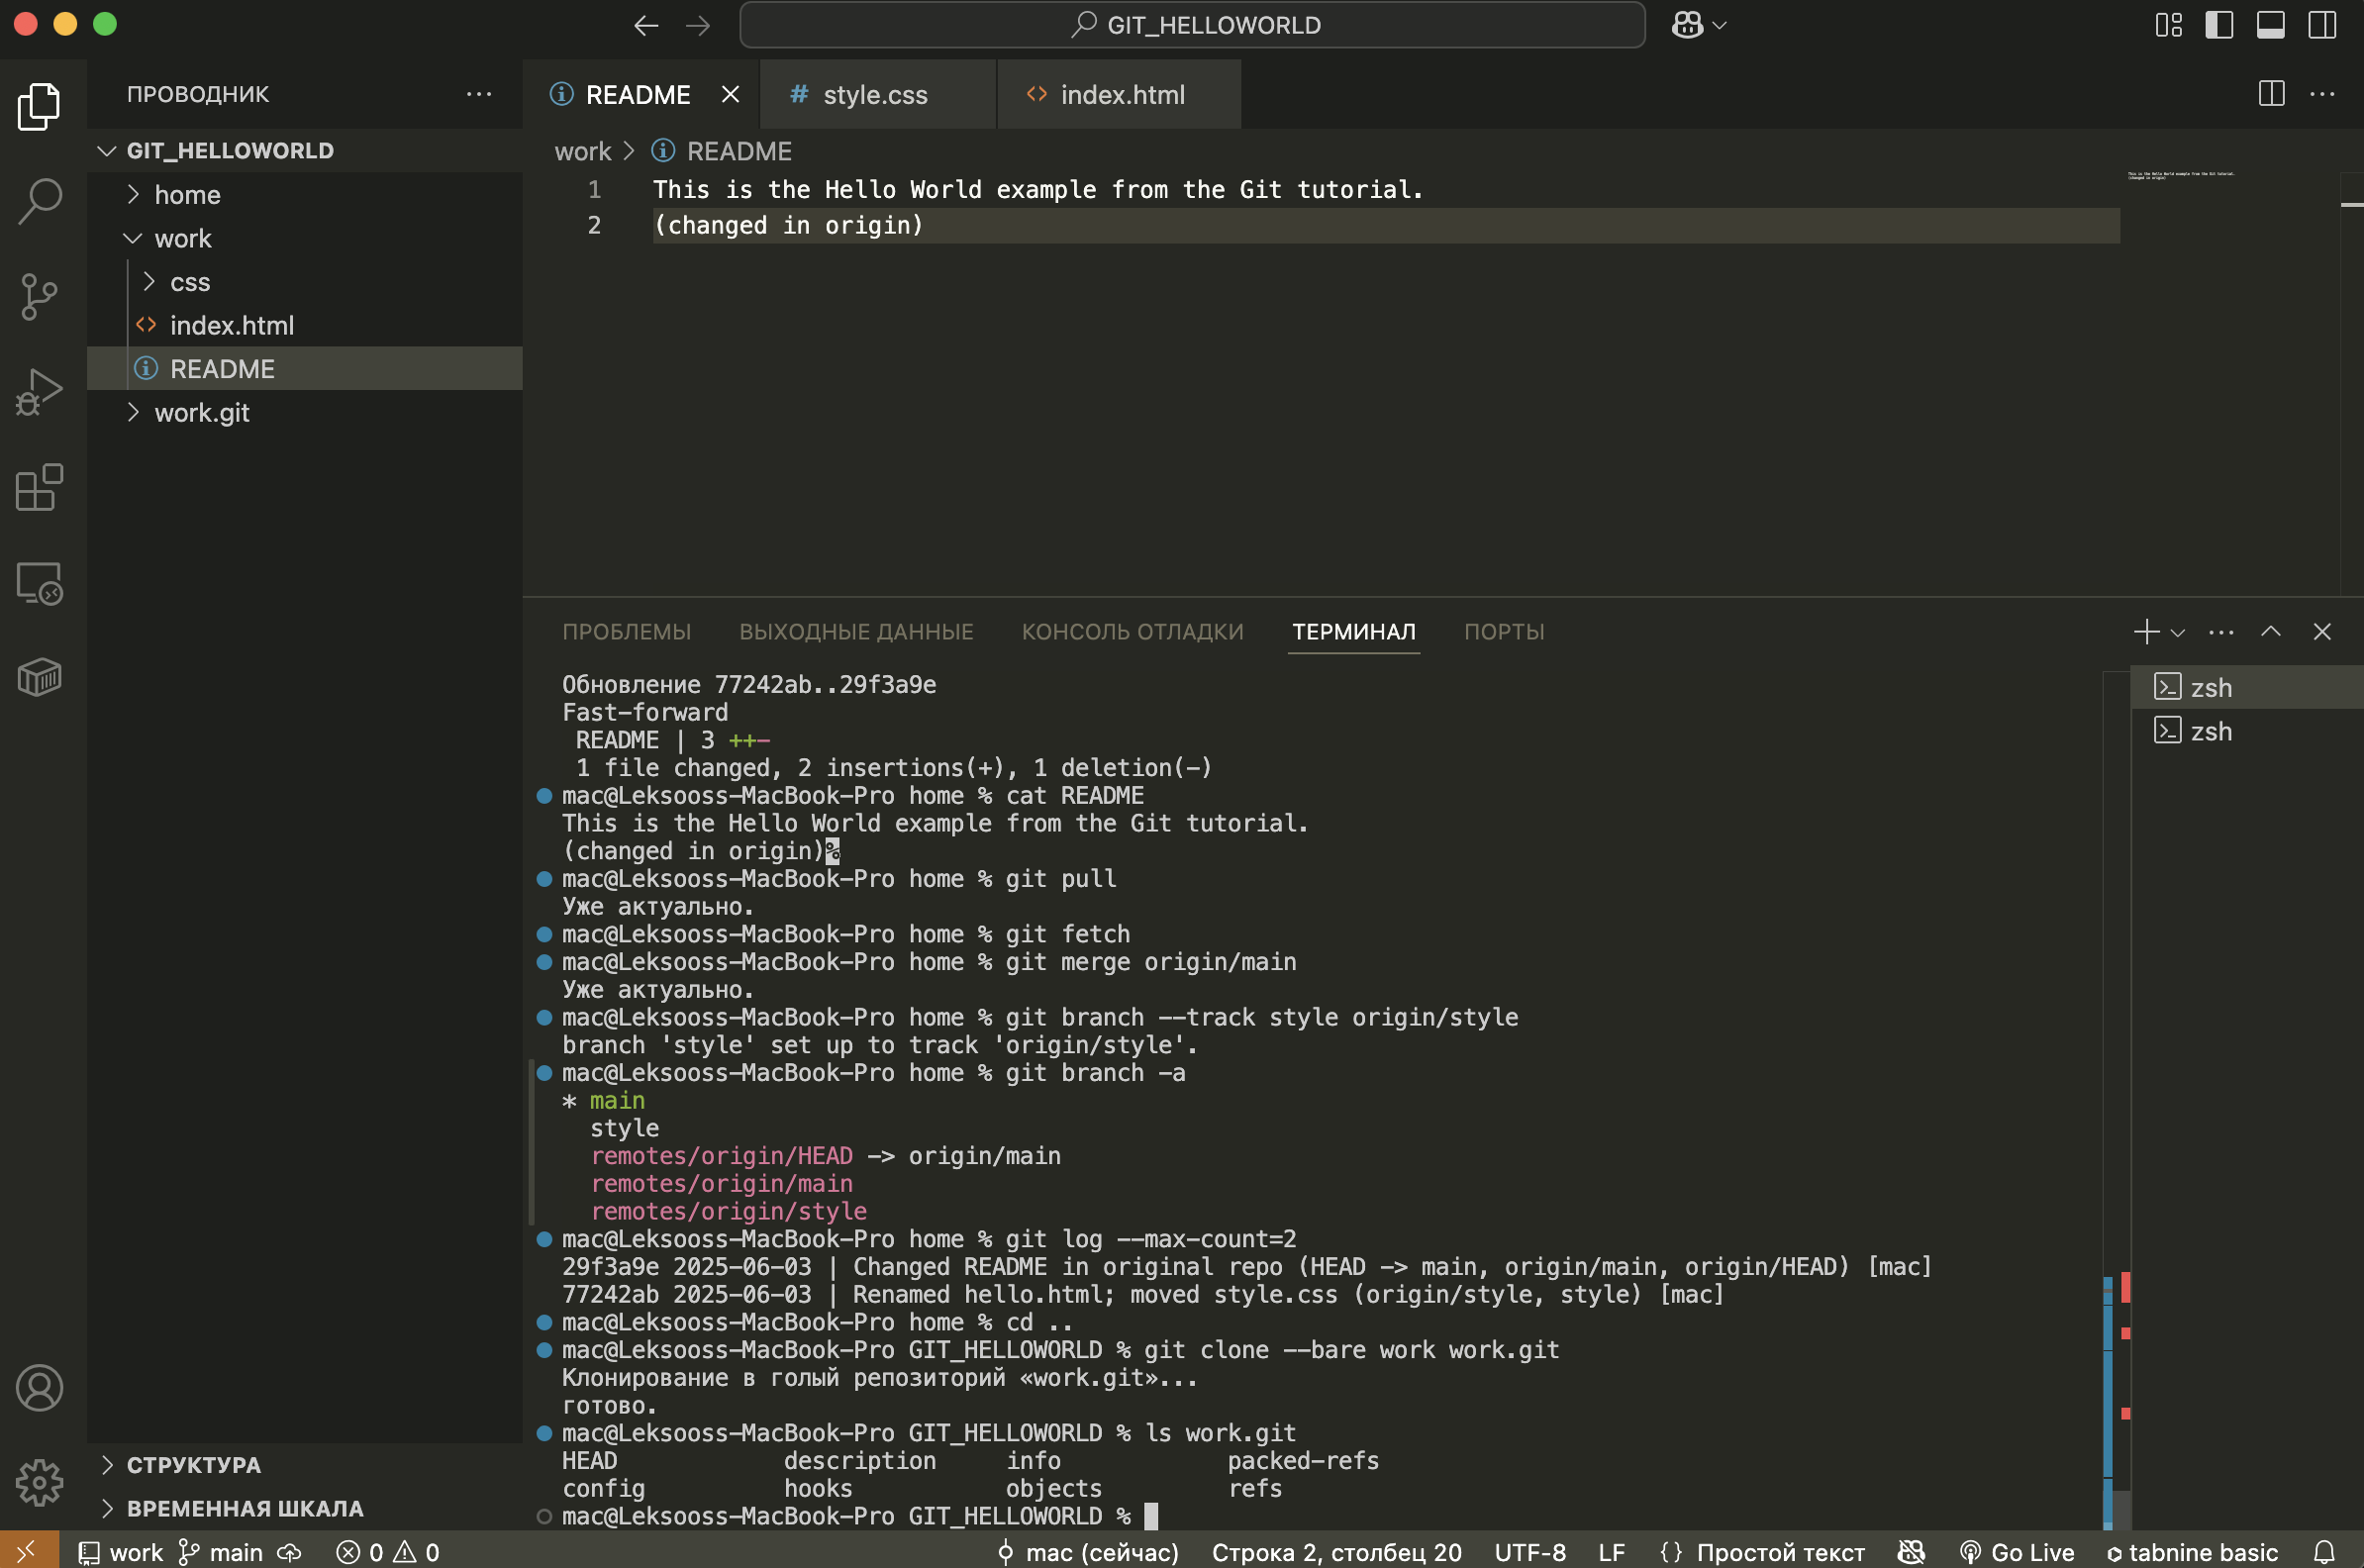 GIT_HELLOWORLD
ПРОВОДНИК
README
style.css
index.html
GIT_HELLOWORLD
home
work
css
index.html
README
work.git
work > README
1 This is the Hello World example from the Git tutorial.
2 (changed in origin)
ПРОБЛЕМЫ ВЫХОДНЫЕ ДАННЫЕ КОНСОЛЬ ОТЛАДКИ ТЕРМИНАЛ ПОРТЫ
zsh
zsh
Обновление 77242ab..29f3a9e
Fast-forward
README | 3 ++-
1 file changed, 2 insertions(+), 1 deletion(-)
mac@Leksooss-MacBook-Pro home % cat README
This is the Hello World example from the Git tutorial.
(changed in origin)%
mac@Leksooss-MacBook-Pro home % git pull
Уже актуально.
mac@Leksooss-MacBook-Pro home % git fetch
mac@Leksooss-MacBook-Pro home % git merge origin/main
Уже актуально.
mac@Leksooss-MacBook-Pro home % git branch --track style origin/style
branch 'style' set up to track 'origin/style'.
mac@Leksooss-MacBook-Pro home % git branch -a
* main
style
remotes/origin/HEAD -> origin/main
remotes/origin/main
remotes/origin/style
mac@Leksooss-MacBook-Pro home % git log --max-count=2
29f3a9e 2025-06-03 | Changed README in original repo (HEAD -> main, origin/main, origin/HEAD) [mac]
77242ab 2025-06-03 | Renamed hello.html; moved style.css (origin/style, style) [mac]
mac@Leksooss-MacBook-Pro home % cd ..
mac@Leksooss-MacBook-Pro GIT_HELLOWORLD % git clone --bare work work.git
Клонирование в голый репозиторий «work.git»...
готово.
mac@Leksooss-MacBook-Pro GIT_HELLOWORLD % ls work.git
HEAD description info packed-refs
config hooks objects refs
mac@Leksooss-MacBook-Pro GIT_HELLOWORLD %
СТРУКТУРА
ВРЕМЕННАЯ ШКАЛА
work main 0 0 mac (сейчас) Строка 2, столбец 20 UTF-8 LF {} Простой текст Go Live tabnine basic